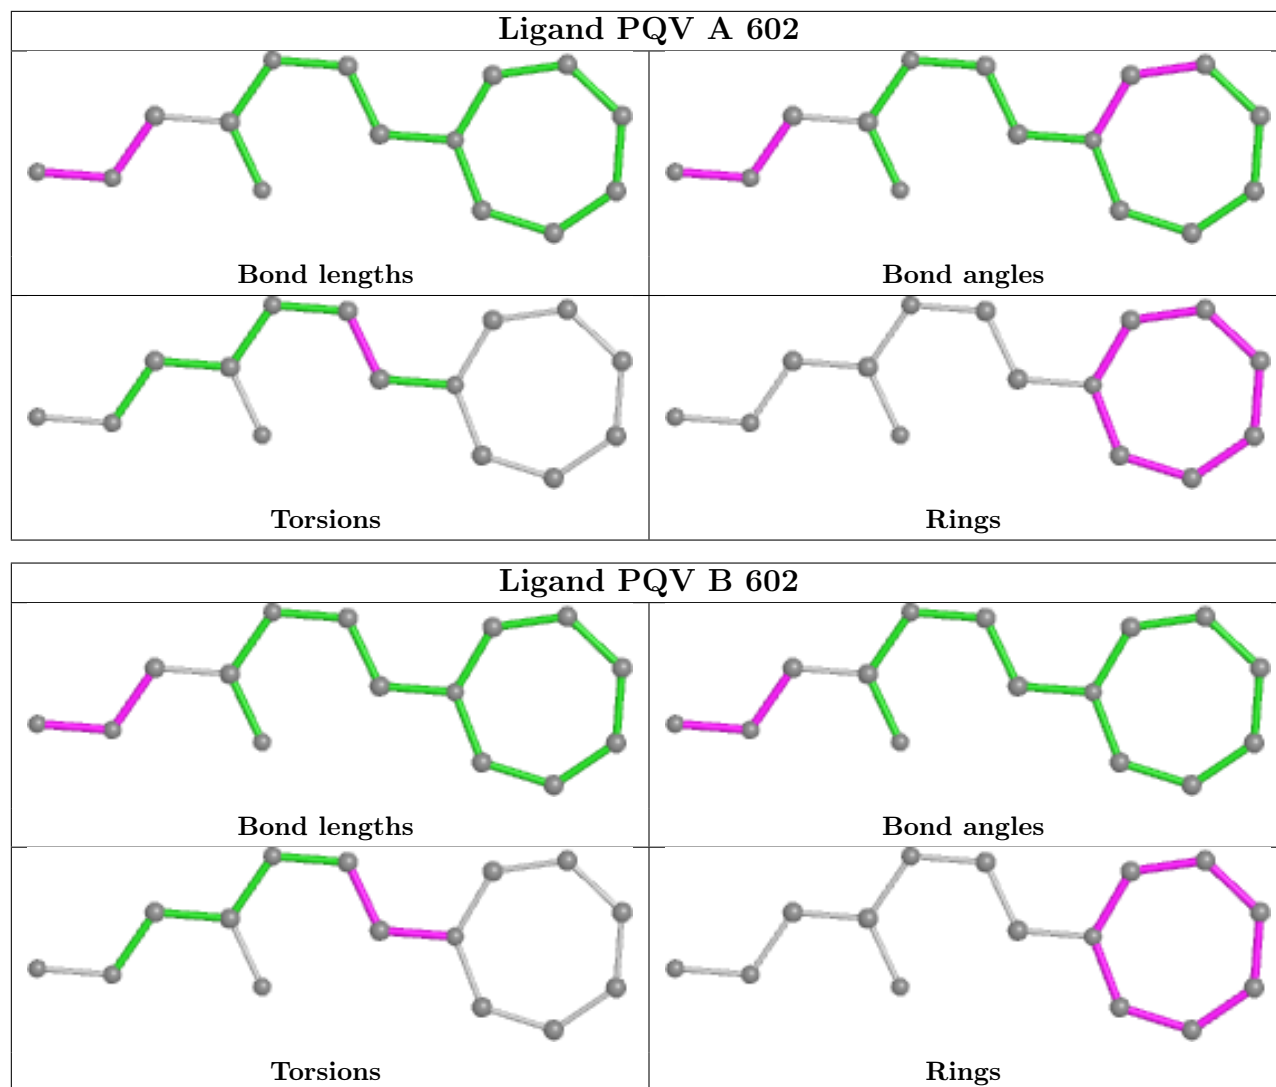 Ligand PQV A 602
Bond lengths
Bond angles
Torsions
Rings
Ligand PQV B 602
Bond lengths
Bond angles
Torsions
Rings